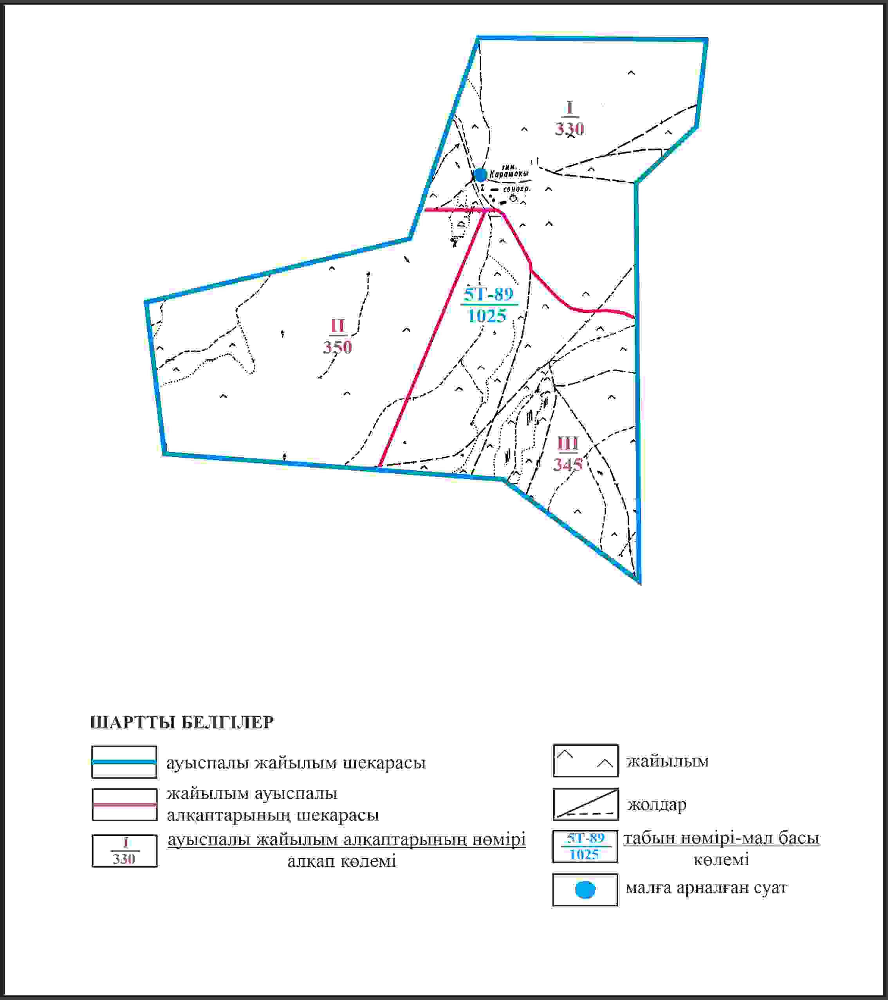 I
330
зим.
Карашокы
сенохр.
5Т-89
1025
II
350
III
345
ШАРТТЫ БЕЛГІЛЕР
ауыспалы жайылым шекарасы
жайылым ауыспалы
алқаптарының шекарасы
I
330
ауыспалы жайылым алқаптарының нөмірі
алқап көлемі
жайылым
жолдар
5Т-89
1025
табын нөмірі-мал басы
көлемі
малға арналған суат